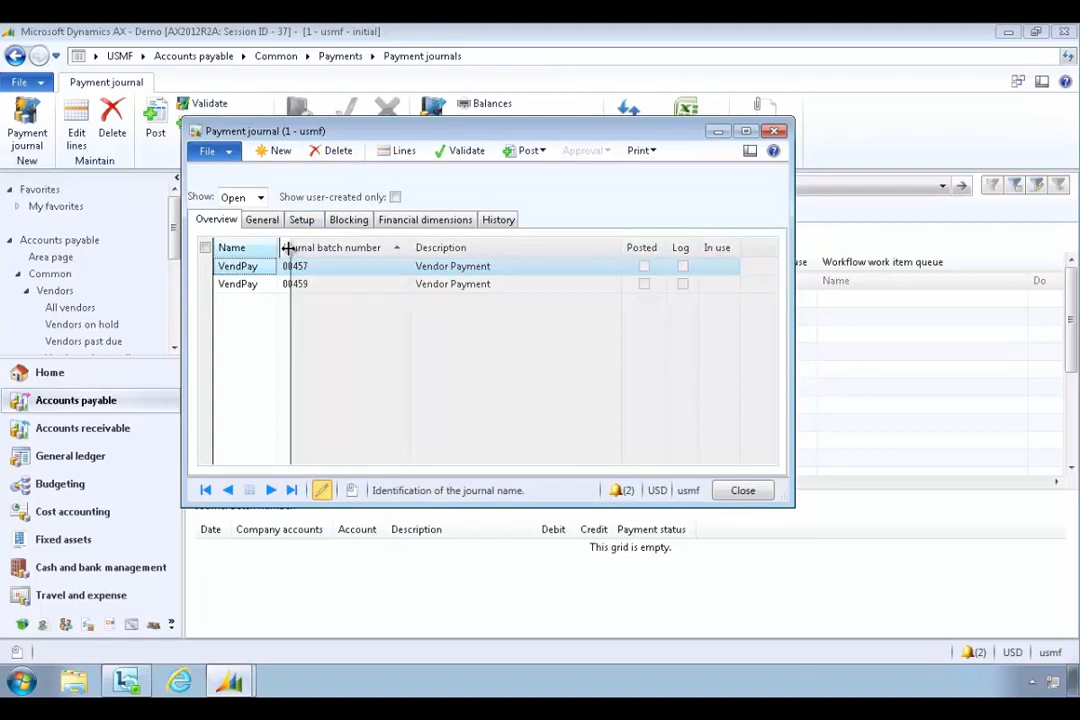 Microsoft Dynamics AX - Demo [AX2012R2A: Session ID - 37] - [1 - usmf - initial]
USMF
Accounts payable
Common
Payments
Payment journals
File
Payment journal
Payment journal
New
Edit lines
Delete
Maintain
Post
Validate
Balances
Payment journal (1 - usmf)
File
New
Delete
Lines
Validate
Post
Approval
Print
Show: Open
Show user-created only:
Overview
General
Setup
Blocking
Financial dimensions
History
Name
Journal batch number
Description
Posted
Log
In use
VendPay 00457 Vendor Payment
VendPay 00459 Vendor Payment
Identification of the journal name.
(2)
USD
usmf
Close
Favorites
My favorites
Accounts payable
Area page
Common
Vendors
All vendors
Vendors on hold
Vendors past due
Home
Accounts payable
Accounts receivable
General ledger
Budgeting
Cost accounting
Fixed assets
Cash and bank management
Travel and expense
Workflow work item queue
Name
Do
Date
Company accounts
Account
Description
Debit
Credit
Payment status
This grid is empty.
(2)
USD
usmf